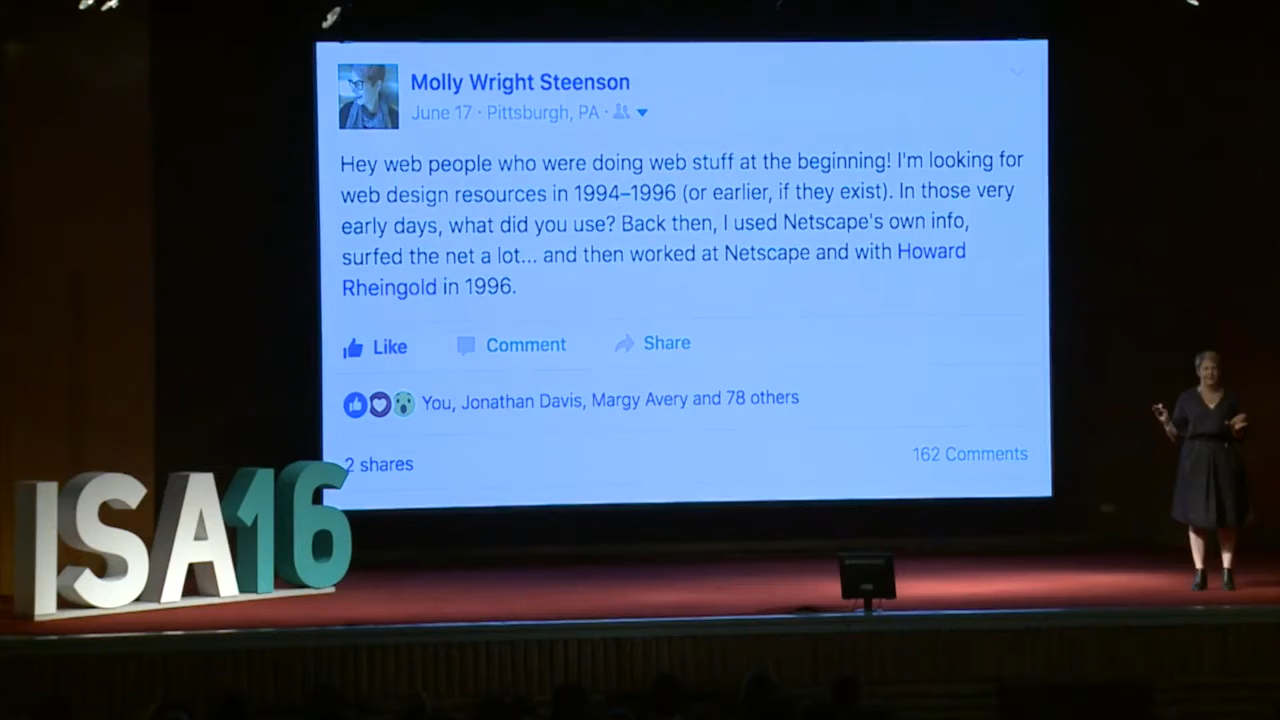 Molly Wright Steenson
June 17 · Pittsburgh, PA ·
Hey web people who were doing web stuff at the beginning! I'm looking for
web design resources in 1994–1996 (or earlier, if they exist). In those very
early days, what did you use? Back then, I used Netscape's own info,
surfed the net a lot... and then worked at Netscape and with Howard
Rheingold in 1996.
Like Comment Share
You, Jonathan Davis, Margy Avery and 78 others
2 shares
162 Comments
ISA16